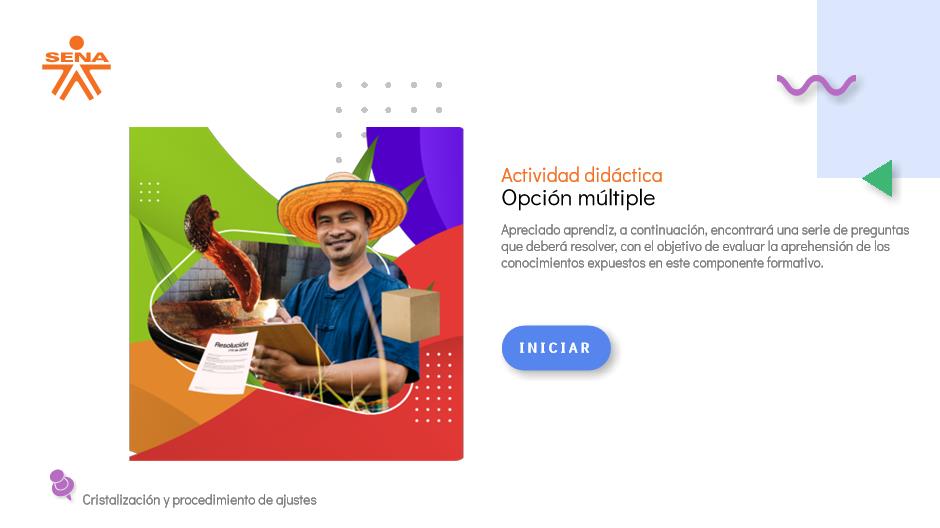 SENA
Actividad didáctica
Opción múltiple
Apreciado aprendiz, a continuación, encontrará una serie de preguntas
que deberá resolver, con el objetivo de evaluar la aprehensión de los
conocimientos expuestos en este componente formativo.
INICIAR
Resolución
Cristalización y procedimiento de ajustes